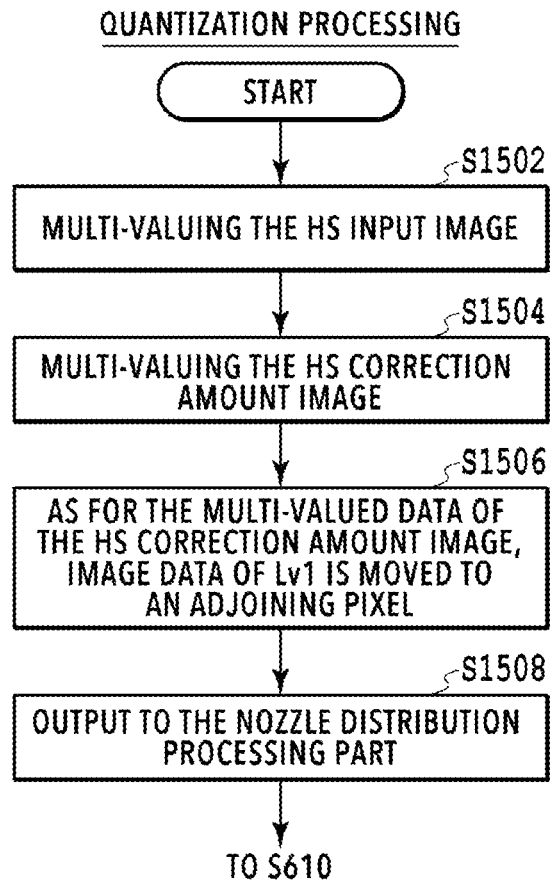 QUANTIZATION PROCESSING
START
S1502
MULTI-VALUING THE HS INPUT IMAGE
S1504
MULTI-VALUING THE HS CORRECTION
AMOUNT IMAGE
S1506
AS FOR THE MULTI-VALUED DATA OF
THE HS CORRECTION AMOUNT IMAGE,
IMAGE DATA OF Lv1 IS MOVED TO
AN ADJOINING PIXEL
S1508
OUTPUT TO THE NOZZLE DISTRIBUTION
PROCESSING PART
TO S610